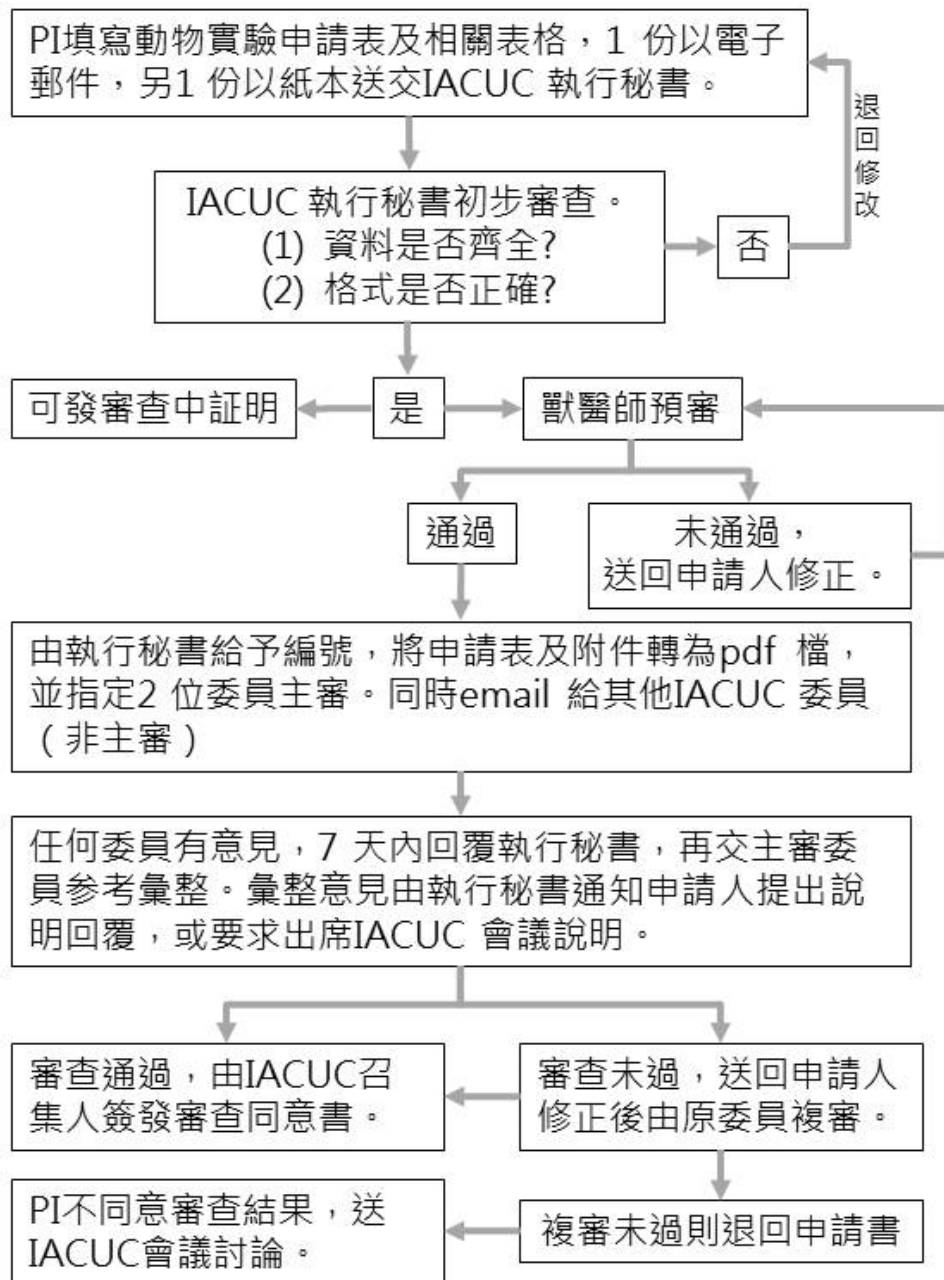 PI填寫動物實驗申請表及相關表格，1 份以電子
郵件，另1 份以紙本送交IACUC 執行秘書。
退回修改
IACUC 執行秘書初步審查。
(1) 資料是否齊全?
(2) 格式是否正確?
否
可發審查中証明
是
獸醫師預審
通過
未通過，
送回申請人修正。
由執行秘書給予編號，將申請表及附件轉為pdf 檔，
並指定2 位委員主審。同時email 給其他IACUC 委員
（非主審）
任何委員有意見，7 天內回覆執行秘書，再交主審委
員參考彙整。彙整意見由執行秘書通知申請人提出說
明回覆，或要求出席IACUC 會議說明。
審查通過，由IACUC召
集人簽發審查同意書。
審查未過，送回申請人
修正後由原委員複審。
PI不同意審查結果，送
IACUC會議討論。
複審未過則退回申請書